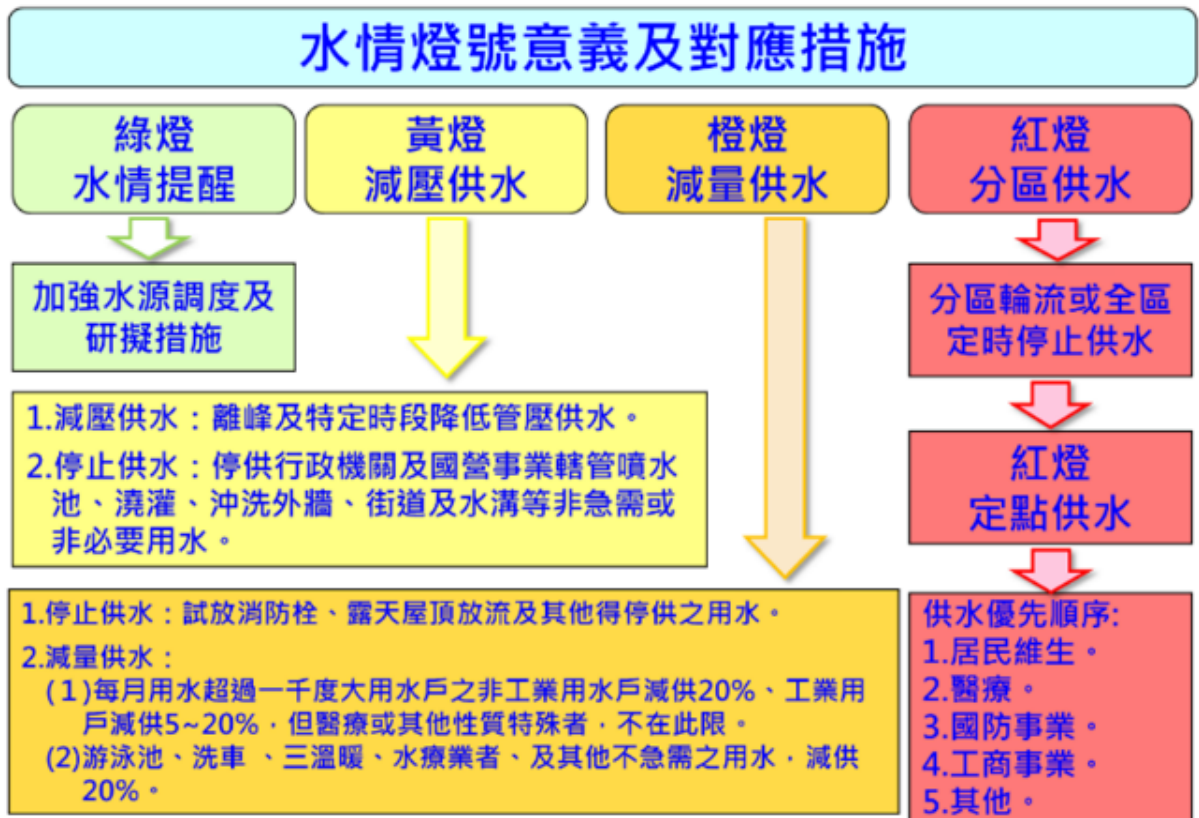 水情燈號意義及對應措施
綠燈
水情提醒
加強水源調度及
研擬措施
黃燈
減壓供水
1.減壓供水：離峰及特定時段降低管壓供水。
2.停止供水：停供行政機關及國營事業轄管噴水
池、澆灌、沖洗外牆、街道及水溝等非急需或
非必要用水。
橙燈
減量供水
1.停止供水：試放消防栓、露天屋頂放流及其他得停供之用水。
2.減量供水：
(１)每月用水超過一千度大用水戶之非工業用水戶減供20%、工業用
戶減供5~20%，但醫療或其他性質特殊者，不在此限。
(2)游泳池、洗車 、三溫暖、水療業者、及其他不急需之用水，減供
20%。
紅燈
分區供水
分區輪流或全區
定時停止供水
紅燈
定點供水
供水優先順序:
1.居民維生。
2.醫療。
3.國防事業。
4.工商事業。
5.其他。